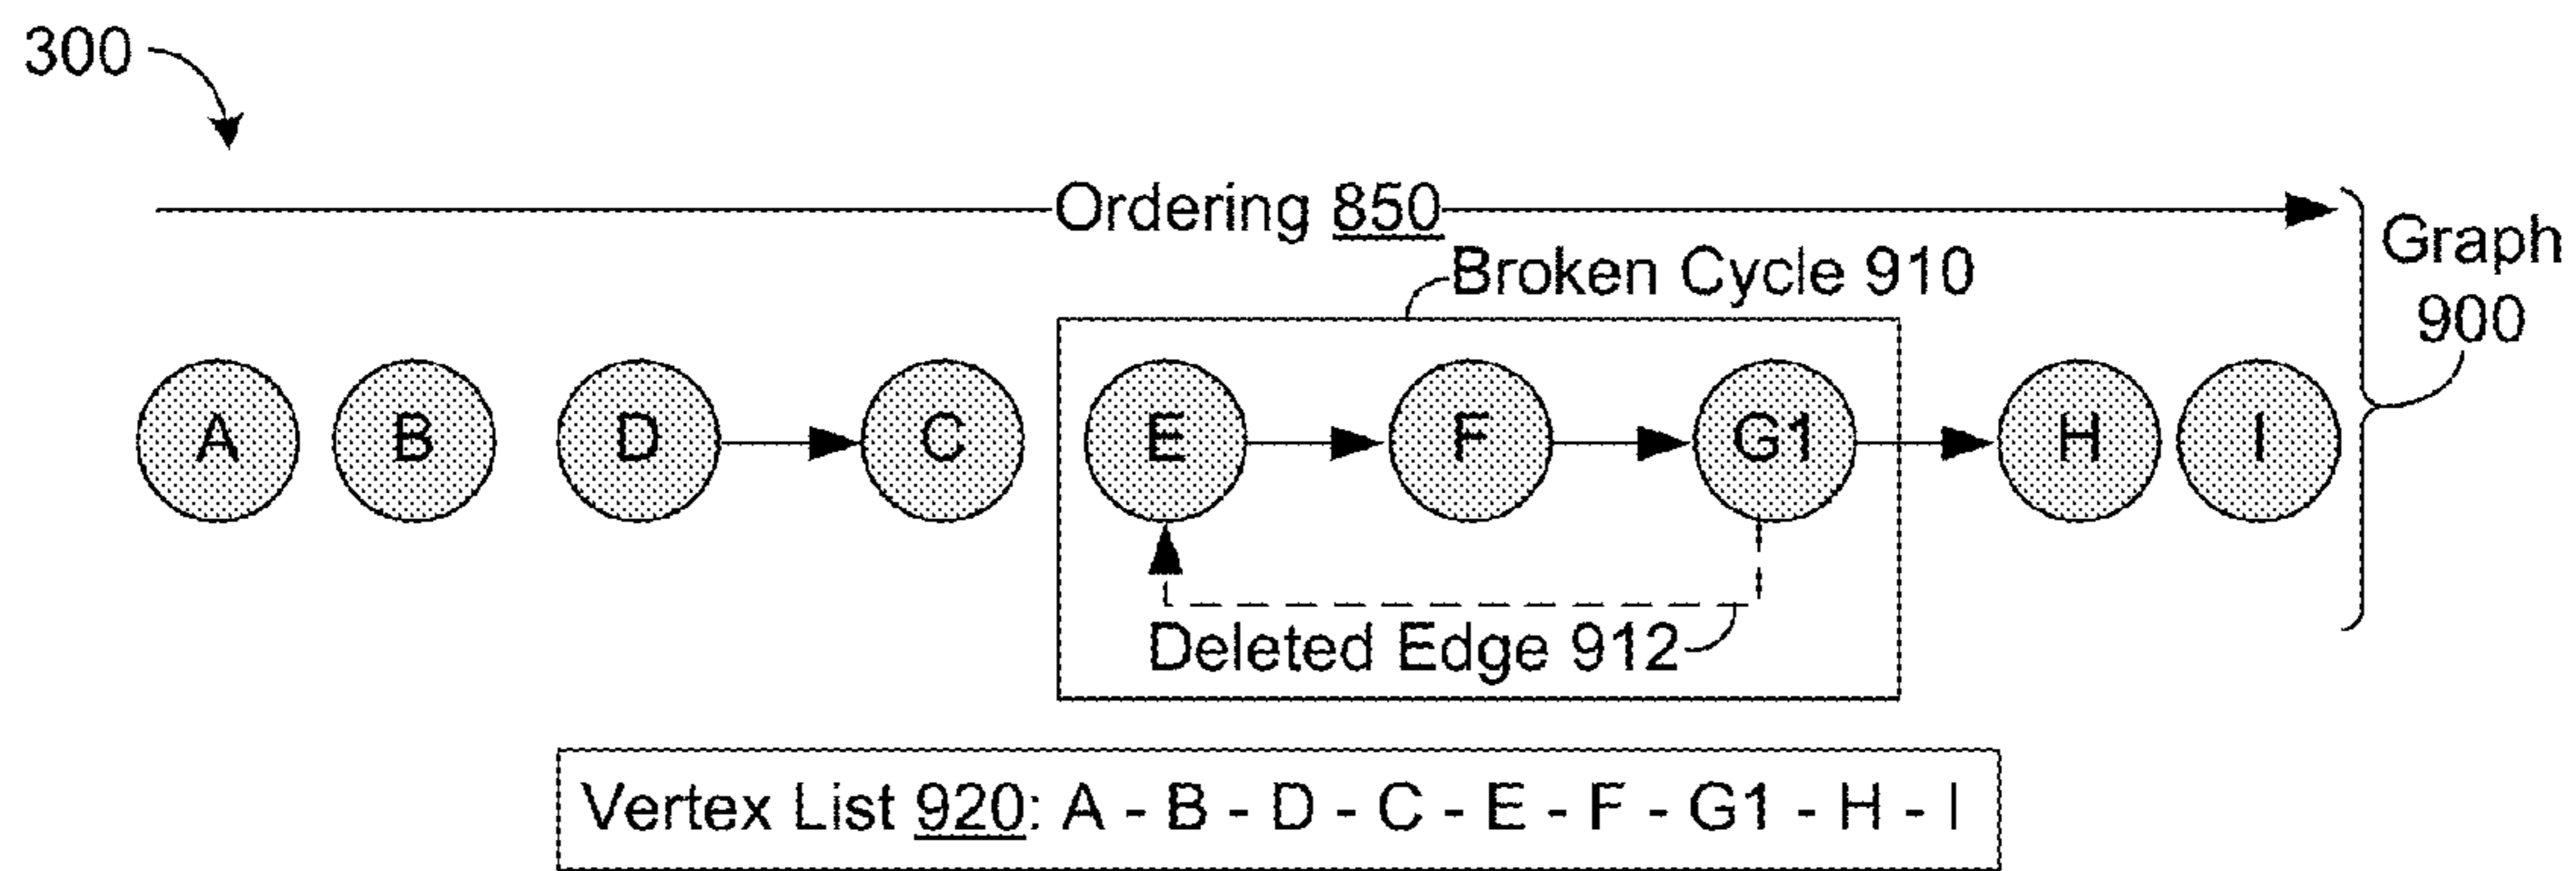 300
Ordering 850
Graph
900
Broken Cycle 910
A B D C E F G1 H I
Deleted Edge 912
Vertex List 920: A - B - D - C - E - F - G1 - H - I